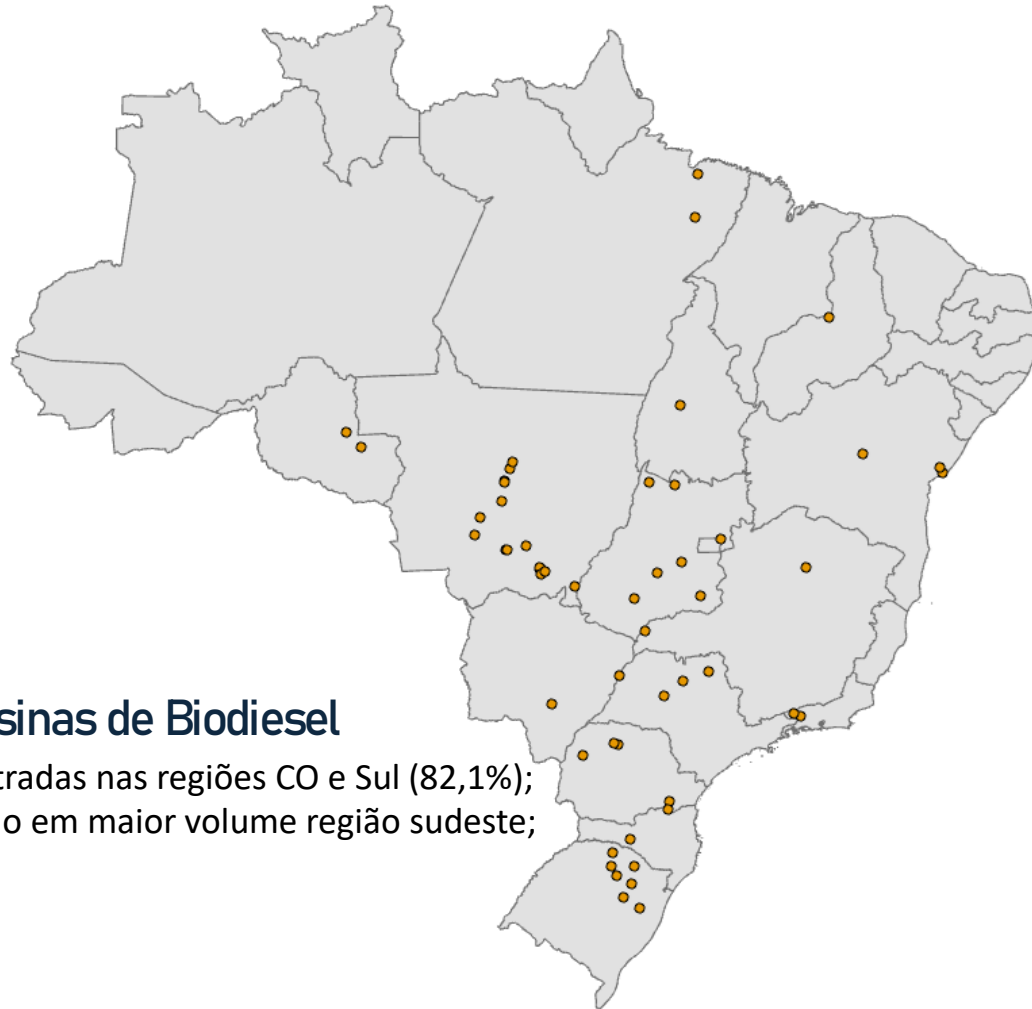 sinas de Biodiesel
tradas nas regiões CO e Sul (82,1%);
o em maior volume região sudeste;